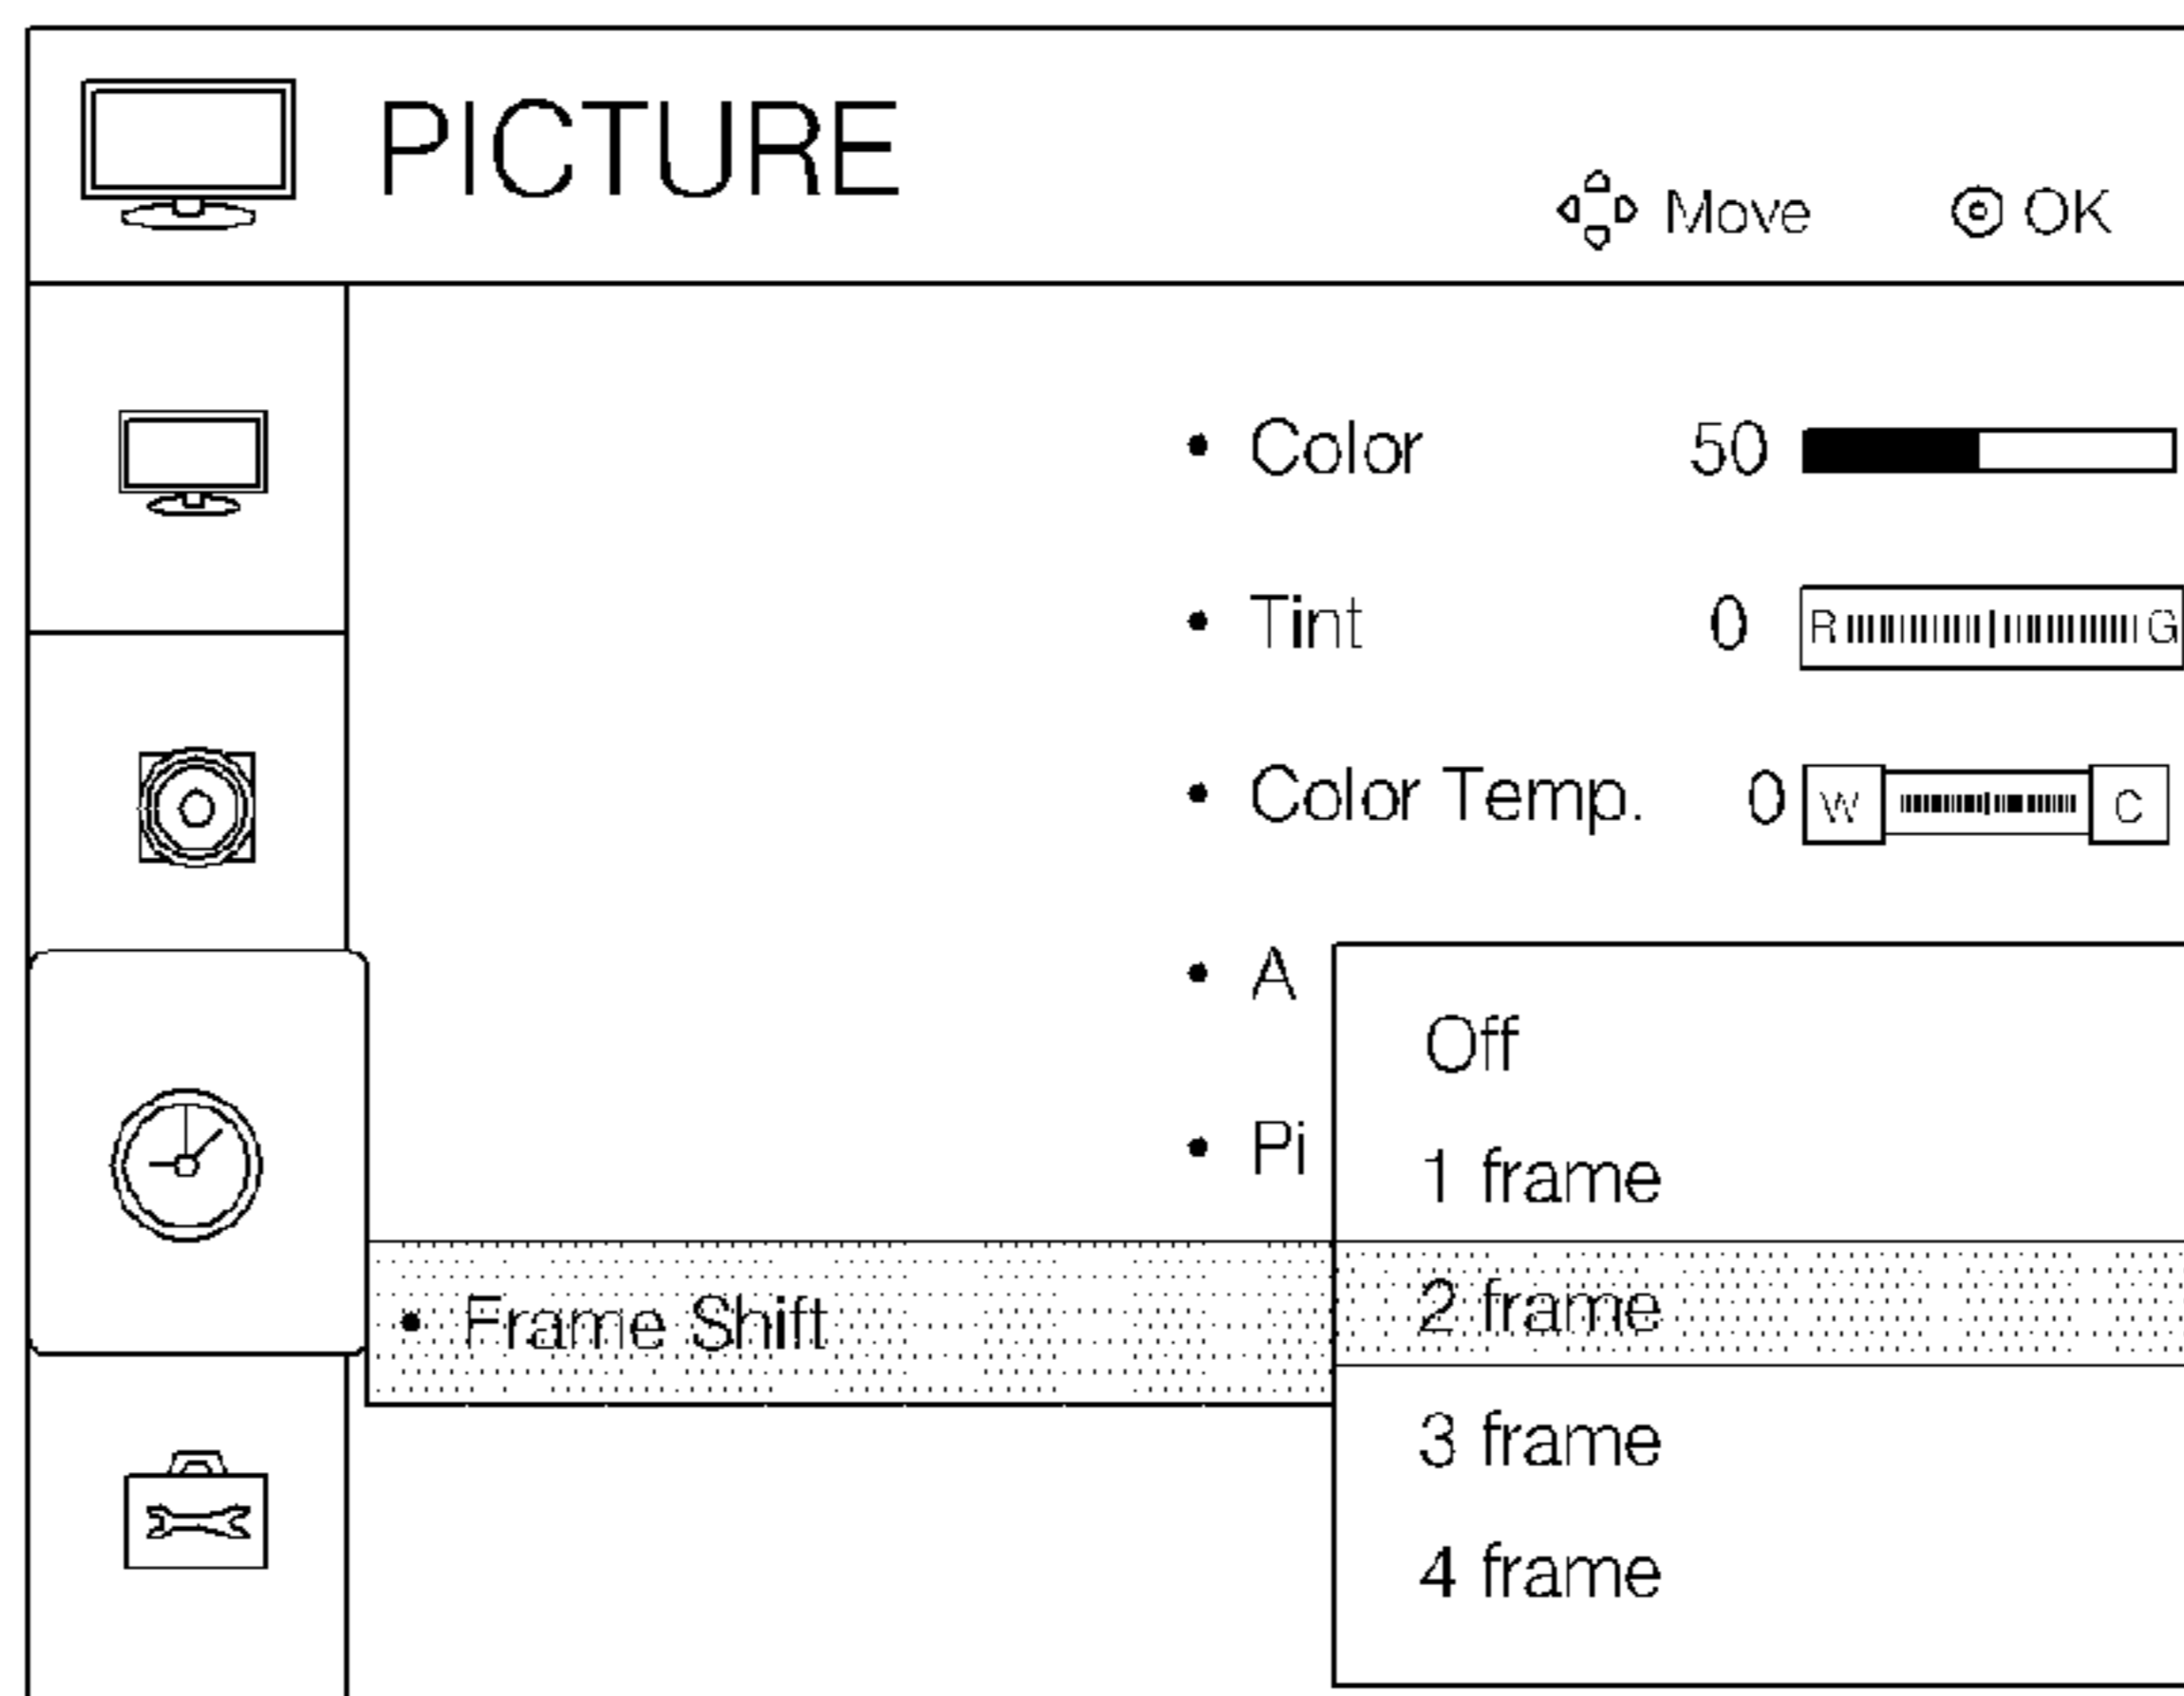 PICTURE
Move OK
• Color 50
• Tint 0 R G
• Color Temp. 0 W C
• A
Off
• Pi
1 frame
• Frame Shift
2 frame
3 frame
4 frame